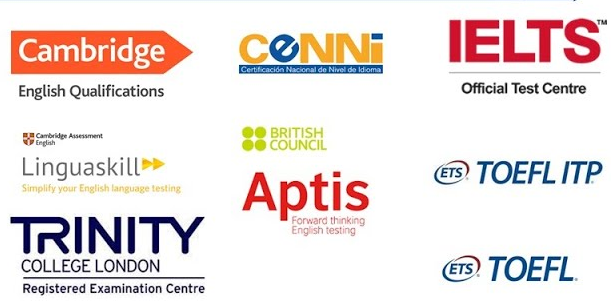 Cambridge
English Qualifications
CeNNi
Certificación Nacional de Nivel de Idioma
IELTS™
Official Test Centre
Cambridge Assessment
English
Linguaskill
Simplify your English language testing
BRITISH
COUNCIL
Aptis
Forward thinking
English testing
ETS TOEFL ITP
TRINITY
COLLEGE LONDON
Registered Examination Centre
ETS TOEFL